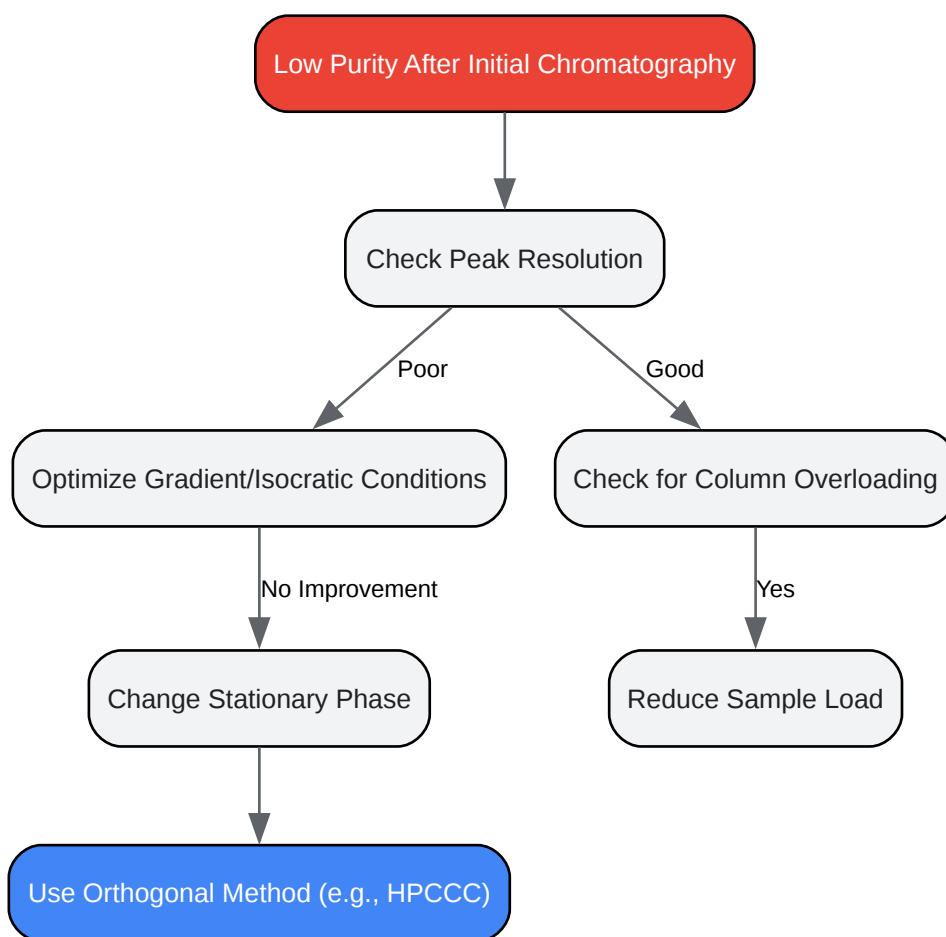 Low Purity After Initial Chromatography
Check Peak Resolution
Poor
Good
Optimize Gradient/Isocratic Conditions
Check for Column Overloading
No Improvement
Yes
Change Stationary Phase
Reduce Sample Load
Use Orthogonal Method (e.g., HPCCC)